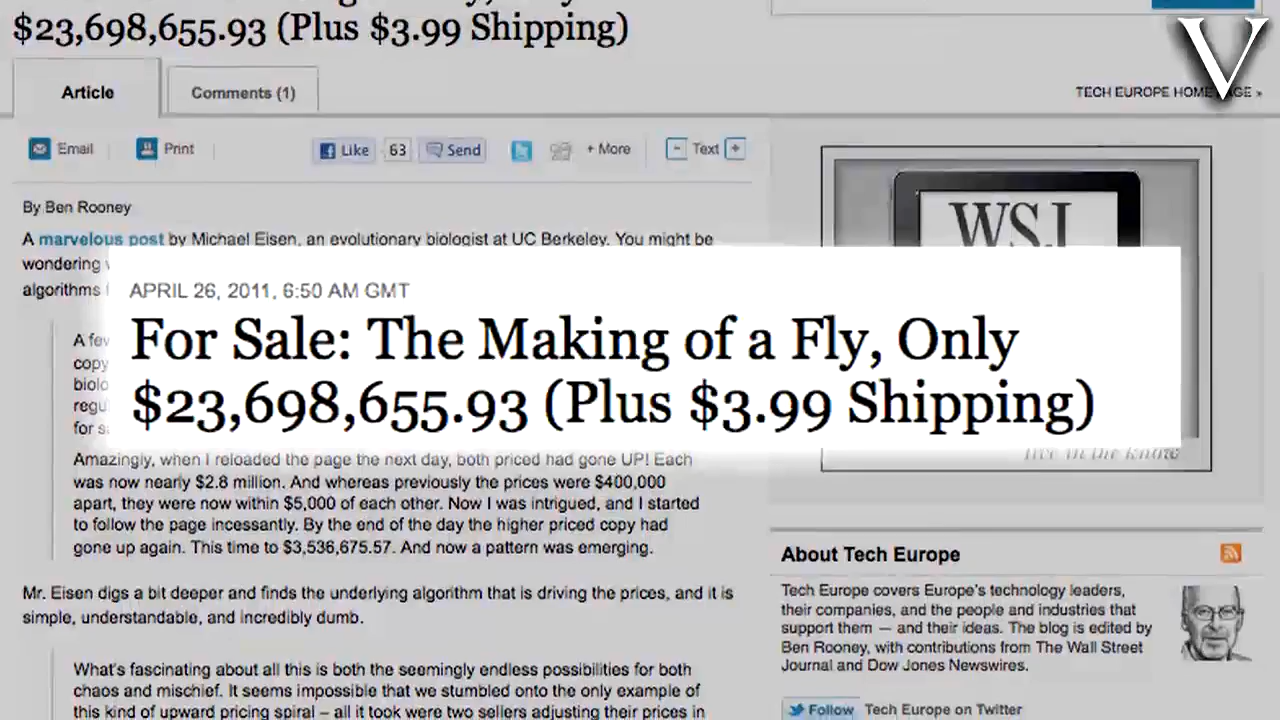 $23,698,655.93 (Plus $3.99 Shipping)
V
Article
Comments (1)
TECH EUROPE HOME
GE »
Email
Print
Like
63
Send
+ More
- Text +
By Ben Rooney
A marvelous post by Michael Eisen, an evolutionary biologist at UC Berkeley. You might be
wondering
algorithms
WSJ
APRIL 26, 2011, 6:50 AM GMT
For Sale: The Making of a Fly, Only
$23,698,655.93 (Plus $3.99 Shipping)
A few
copy
for
live in the know
Amazingly, when I reloaded the page the next day, both priced had gone UP! Each
was now nearly $2.8 million. And whereas previously the prices were $400,000
apart, they were now within $5,000 of each other. Now I was intrigued, and I started
to follow the page incessantly. By the end of the day the higher priced copy had
gone up again. This time to $3,536,675.57. And now a pattern was emerging.
Mr. Eisen digs a bit deeper and finds the underlying algorithm that is driving the prices, and it is
simple, understandable, and incredibly dumb.
What's fascinating about all this is both the seemingly endless possibilities for both
chaos and mischief. It seems impossible that we stumbled onto the only example of
this kind of upward pricing spiral – all it took were two sellers adjusting their prices in
About Tech Europe
Tech Europe covers Europe's technology leaders,
their companies, and the people and industries that
support them — and their ideas. The blog is edited by
Ben Rooney, with contributions from The Wall Street
Journal and Dow Jones Newswires.
Follow
Tech Europe on Twitter